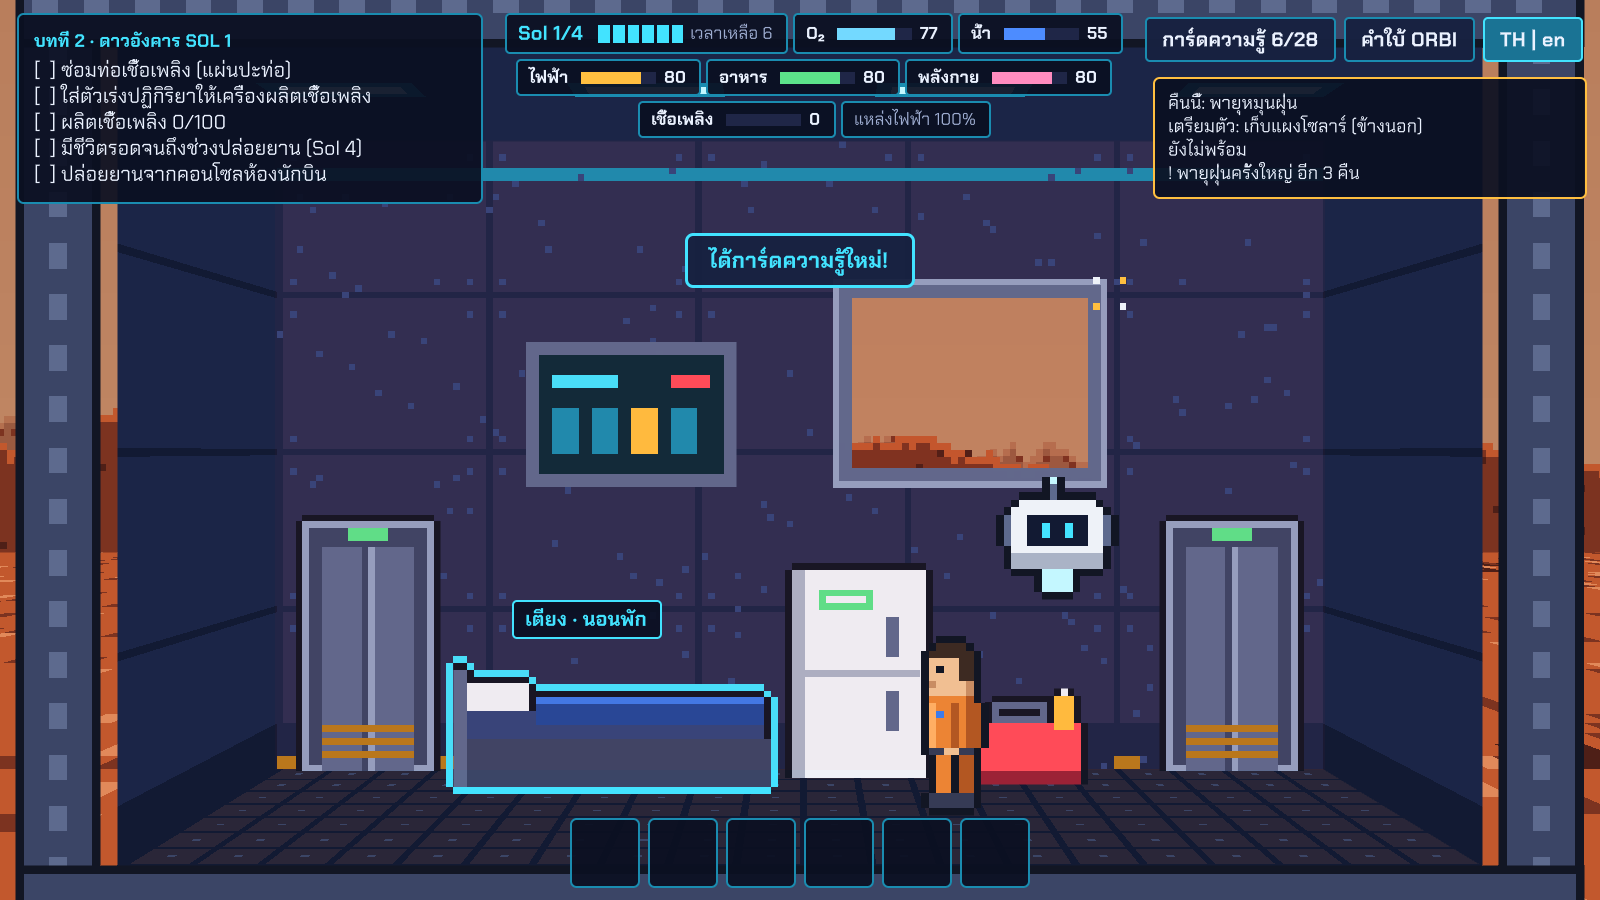 บทที่ 2 · ดาวอังคาร SOL 1
[ ] ซ่อมท่อเชื้อเพลิง (แผ่นปะท่อ)
[ ] ใส่ตัวเร่งปฏิกิริยาให้เครื่องผลิตเชื้อเพลิง
[ ] ผลิตเชื้อเพลิง 0/100
[ ] มีชีวิตรอดจนถึงช่วงปล่อยยาน (Sol 4)
[ ] ปล่อยยานจากคอนโซลห้องนักบิน
Sol 1/4 เวลาเหลือ 6
O₂ 77
น้ำ 55
ไฟฟ้า 80
อาหาร 80
พลังกาย 80
เชื้อเพลิง 0
แหล่งไฟฟ้า 100%
การ์ดความรู้ 6/28
คำใบ้ ORBI
TH | en
คืนนี้: พายุหมุนฝุ่น
เตรียมตัว: เก็บแผงโซลาร์ (ข้างนอก)
ยังไม่พร้อม
! พายุฝุ่นครั้งใหญ่ อีก 3 คืน
ได้การ์ดความรู้ใหม่!
เตียง · นอนพัก